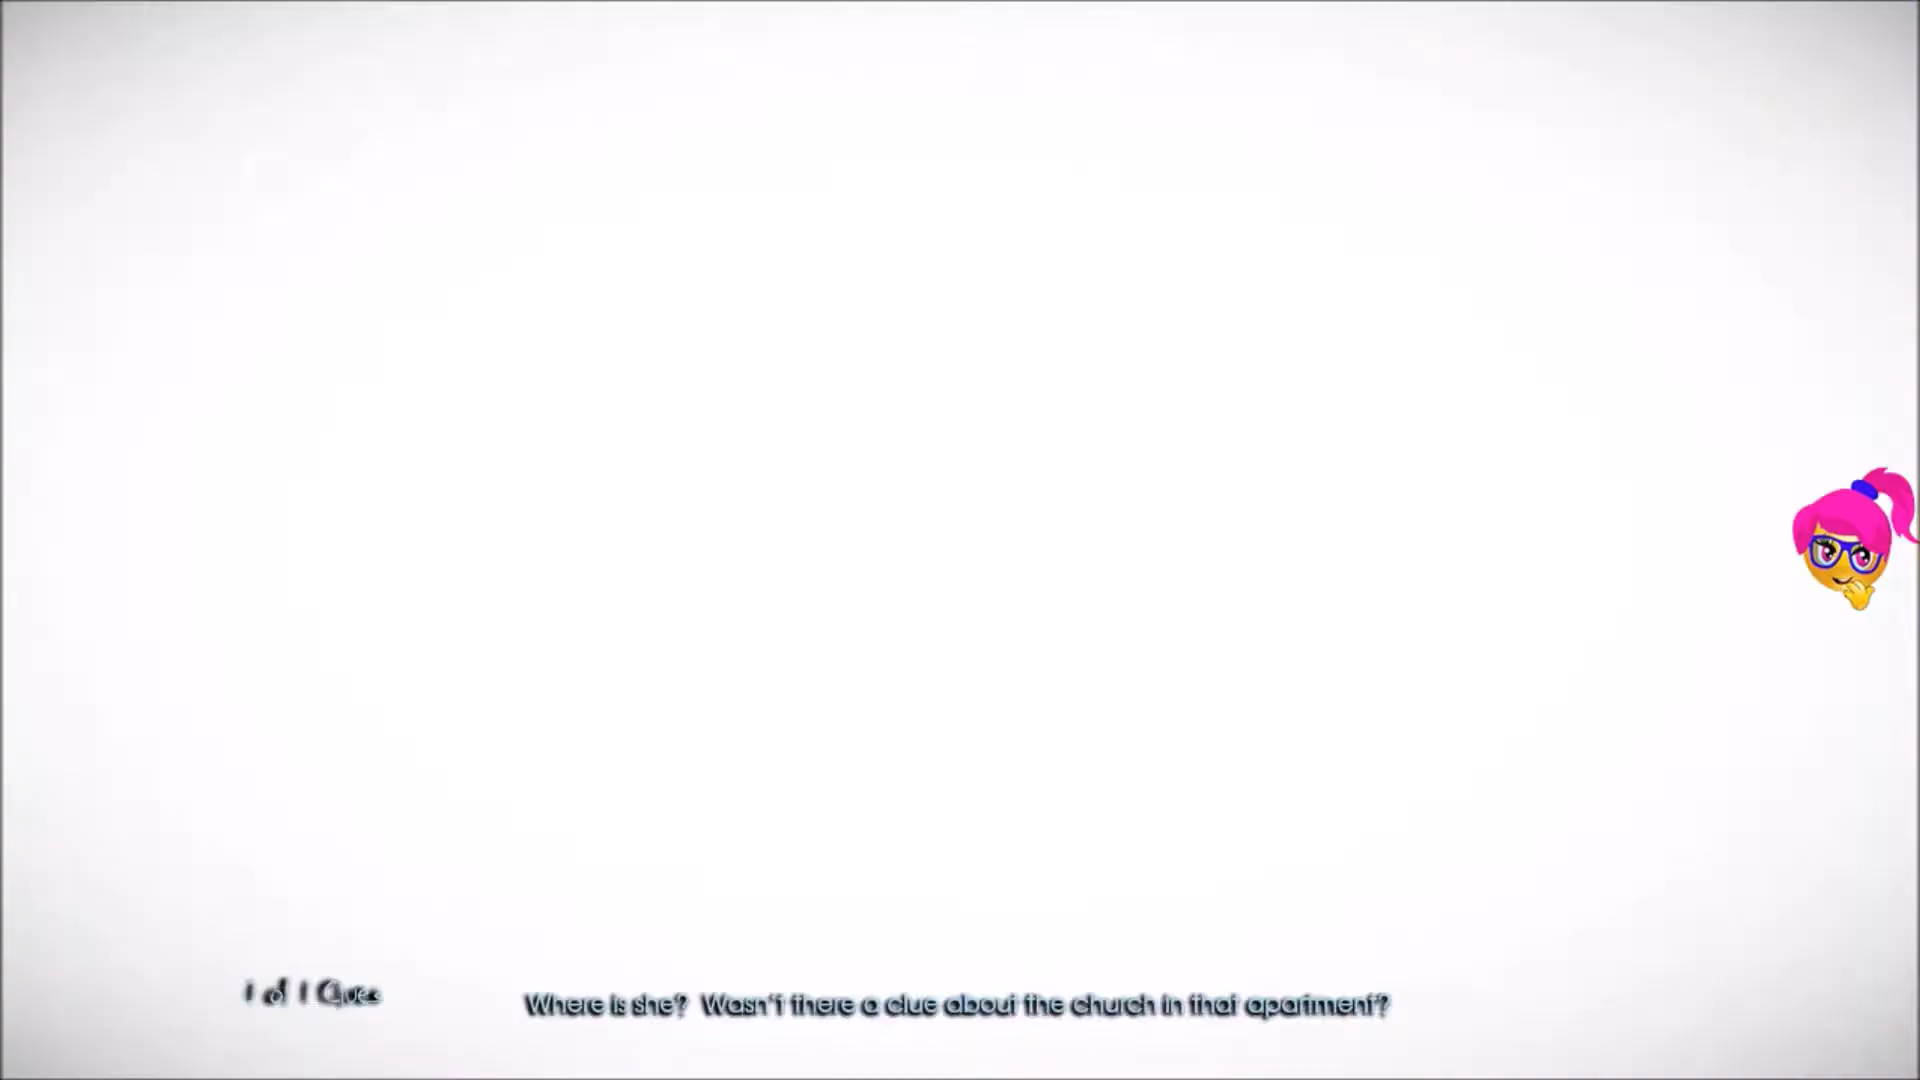 1 of 1 Clues
Where is she?  Wasn't there a clue about the church in that apartment?